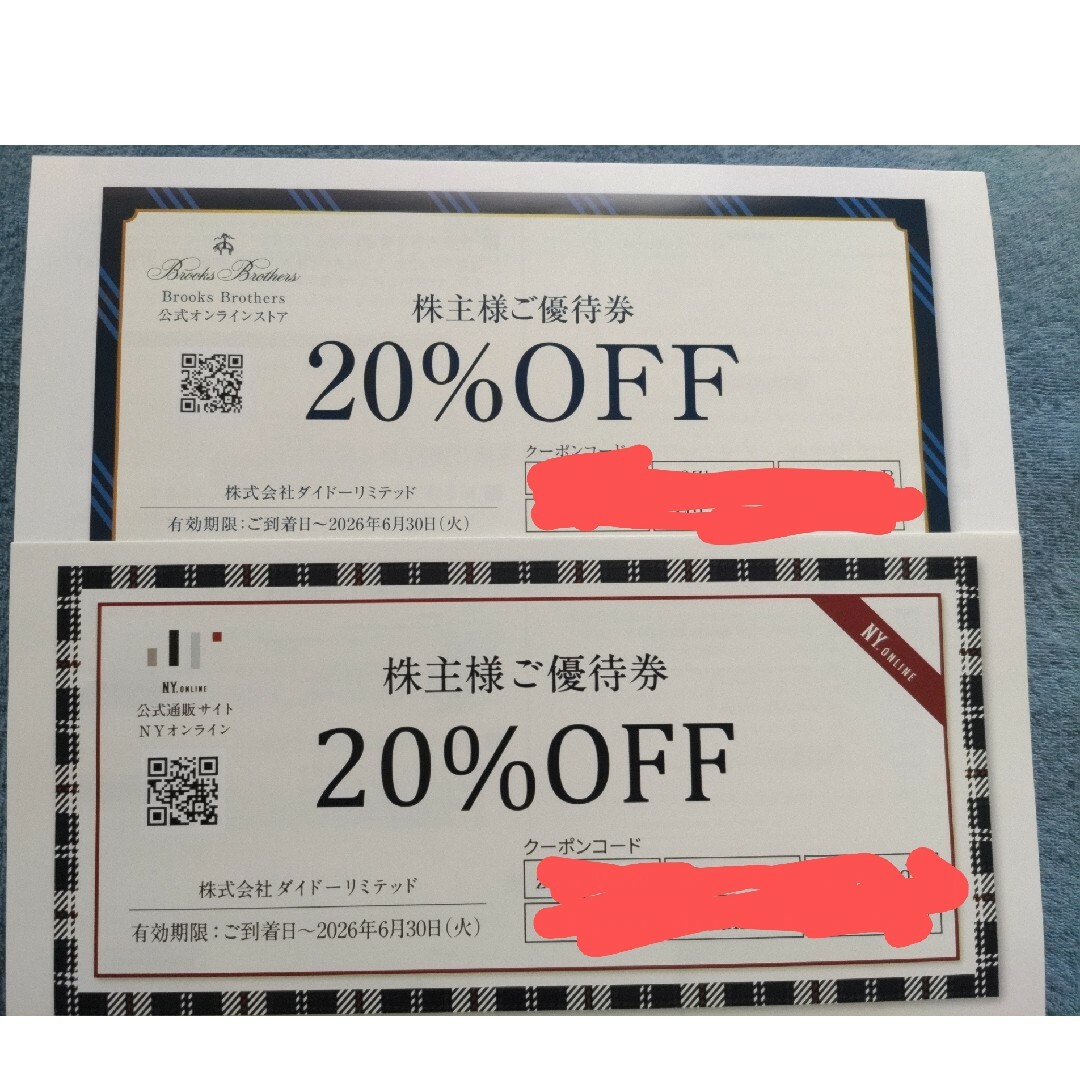 Brooks Brothers
Brooks Brothers
公式オンラインストア
株主様ご優待券
20%OFF
クーポンコード
株式会社ダイドーリミテッド
有効期限:ご到着日〜2026年6月30日(火)
NY.ONLINE
NY.ONLINE
公式通販サイト
NYオンライン
株主様ご優待券
20%OFF
クーポンコード
株式会社ダイドーリミテッド
有効期限:ご到着日〜2026年6月30日(火)